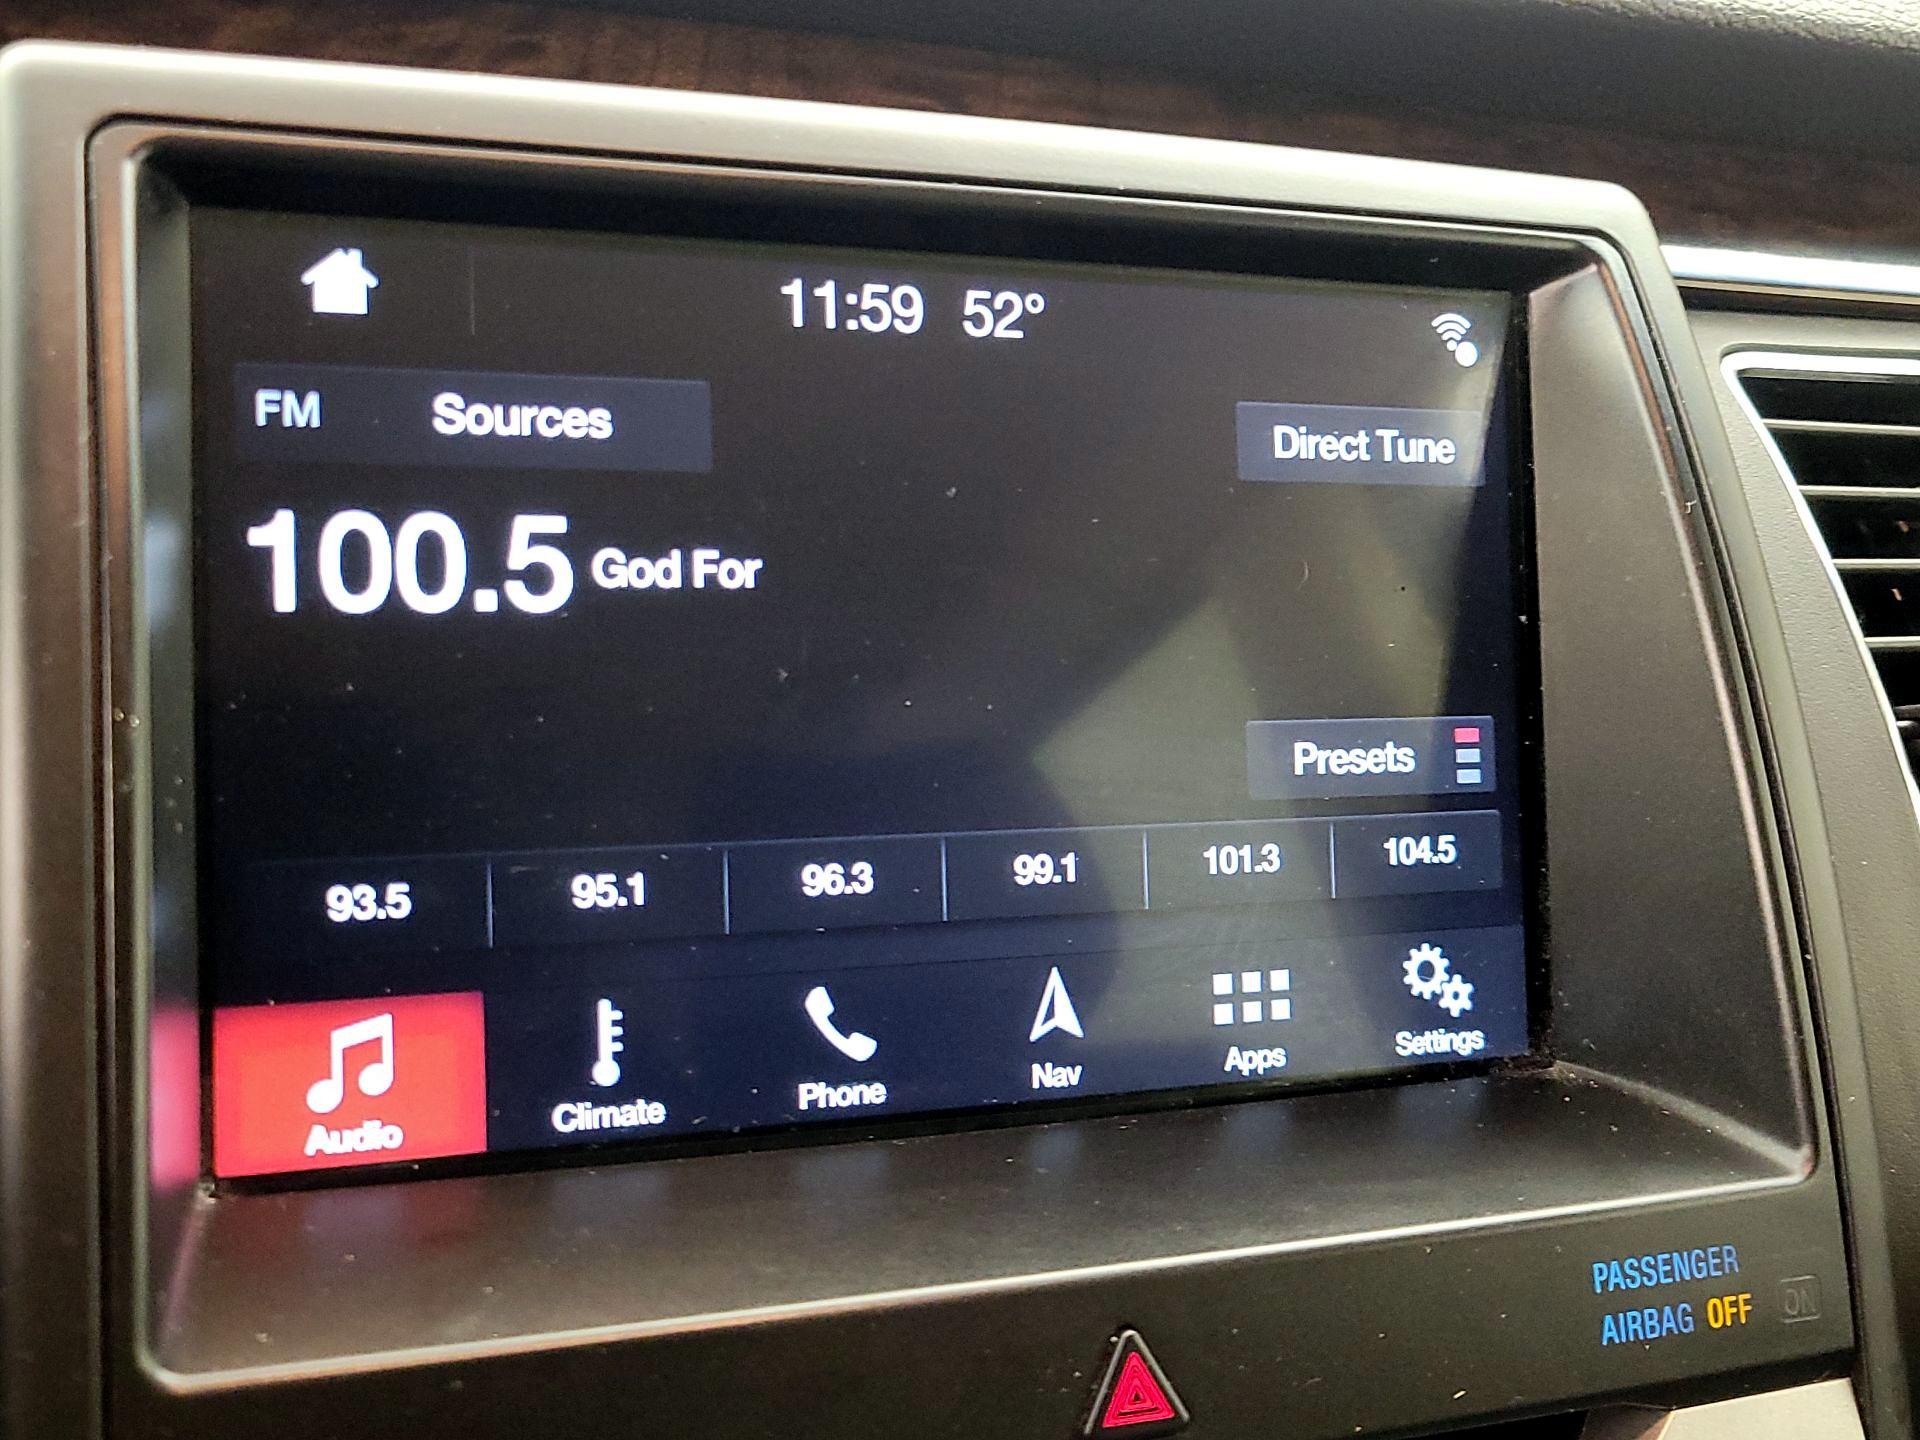 11:59 52°
FM Sources
Direct Tune
100.5 God For
Presets
93.5 95.1 96.3 99.1 101.3 104.5
Audio Climate Phone Nav Apps Settings
PASSENGER
AIRBAG OFF ON